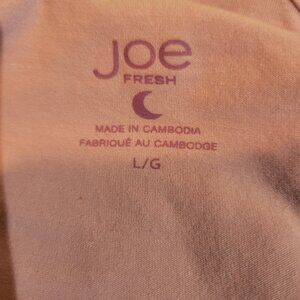 joe
FRESH
MADE IN CAMBODIA
FABRIQUÉ AU CAMBODGE
L/G